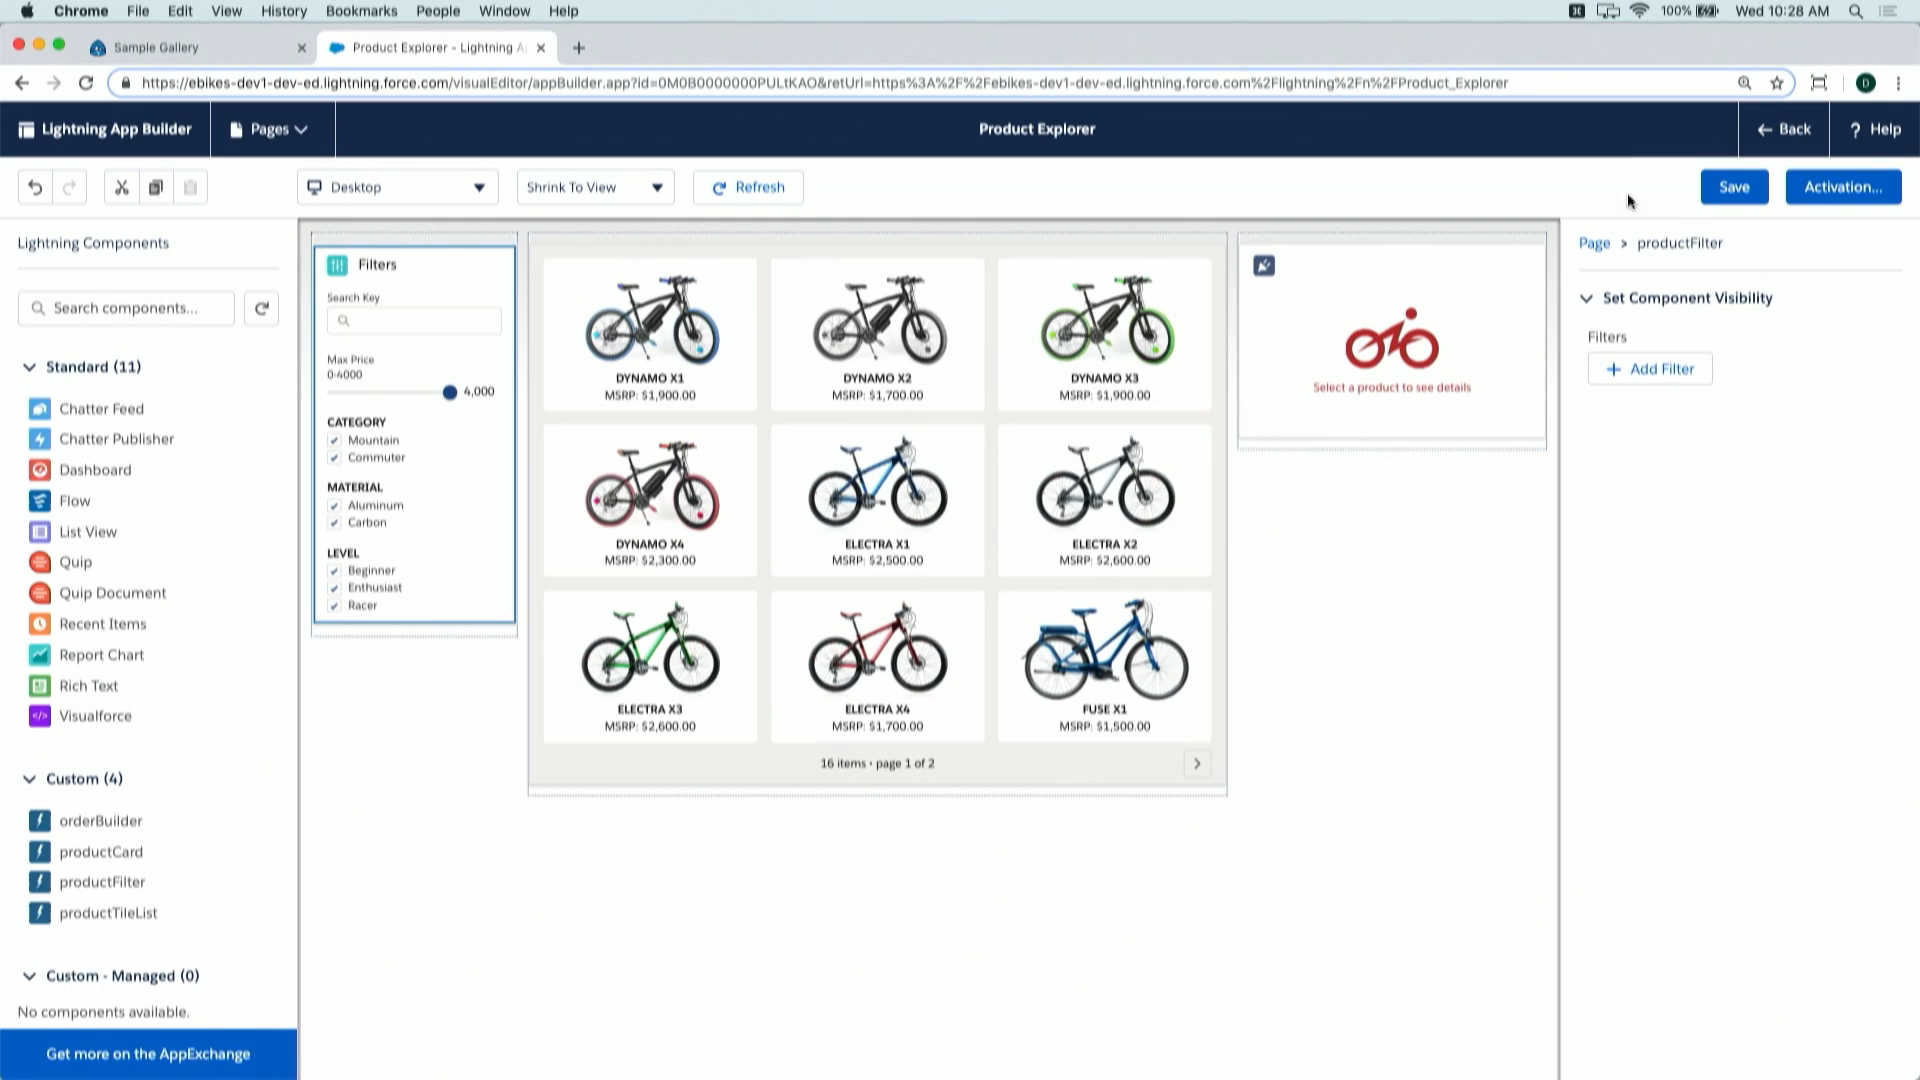 Chrome File Edit View History Bookmarks People Window Help 100% Wed 10:28 AM
Sample Gallery
Product Explorer - Lightning A
https://ebikes-dev1-dev-ed.lightning.force.com/visualEditor/appBuilder.app?id=0M0B0000000PULtKAO&retUrl=https%3A%2F%2Febikes-dev1-dev-ed.lightning.force.com%2Flightning%2Fn%2FProduct_Explorer
D
Lightning App Builder
Pages
Product Explorer
Back
? Help
Desktop
Shrink To View
Refresh
Save
Activation...
Lightning Components
Search components...
Standard (11)
Chatter Feed
Chatter Publisher
Dashboard
Flow
List View
Quip
Quip Document
Recent Items
Report Chart
Rich Text
Visualforce
Custom (4)
orderBuilder
productCard
productFilter
productTileList
Custom - Managed (0)
No components available.
Get more on the AppExchange
Filters
Search Key
Max Price
0-4000
4,000
CATEGORY
Mountain
Commuter
MATERIAL
Aluminum
Carbon
LEVEL
Beginner
Enthusiast
Racer
DYNAMO X1
MSRP: $1,900.00
DYNAMO X2
MSRP: $1,700.00
DYNAMO X3
MSRP: $1,900.00
DYNAMO X4
MSRP: $2,300.00
ELECTRA X1
MSRP: $2,500.00
ELECTRA X2
MSRP: $2,600.00
ELECTRA X3
MSRP: $2,600.00
ELECTRA X4
MSRP: $1,700.00
FUSE X1
MSRP: $1,500.00
16 items • page 1 of 2
Select a product to see details
Page > productFilter
Set Component Visibility
Filters
+ Add Filter